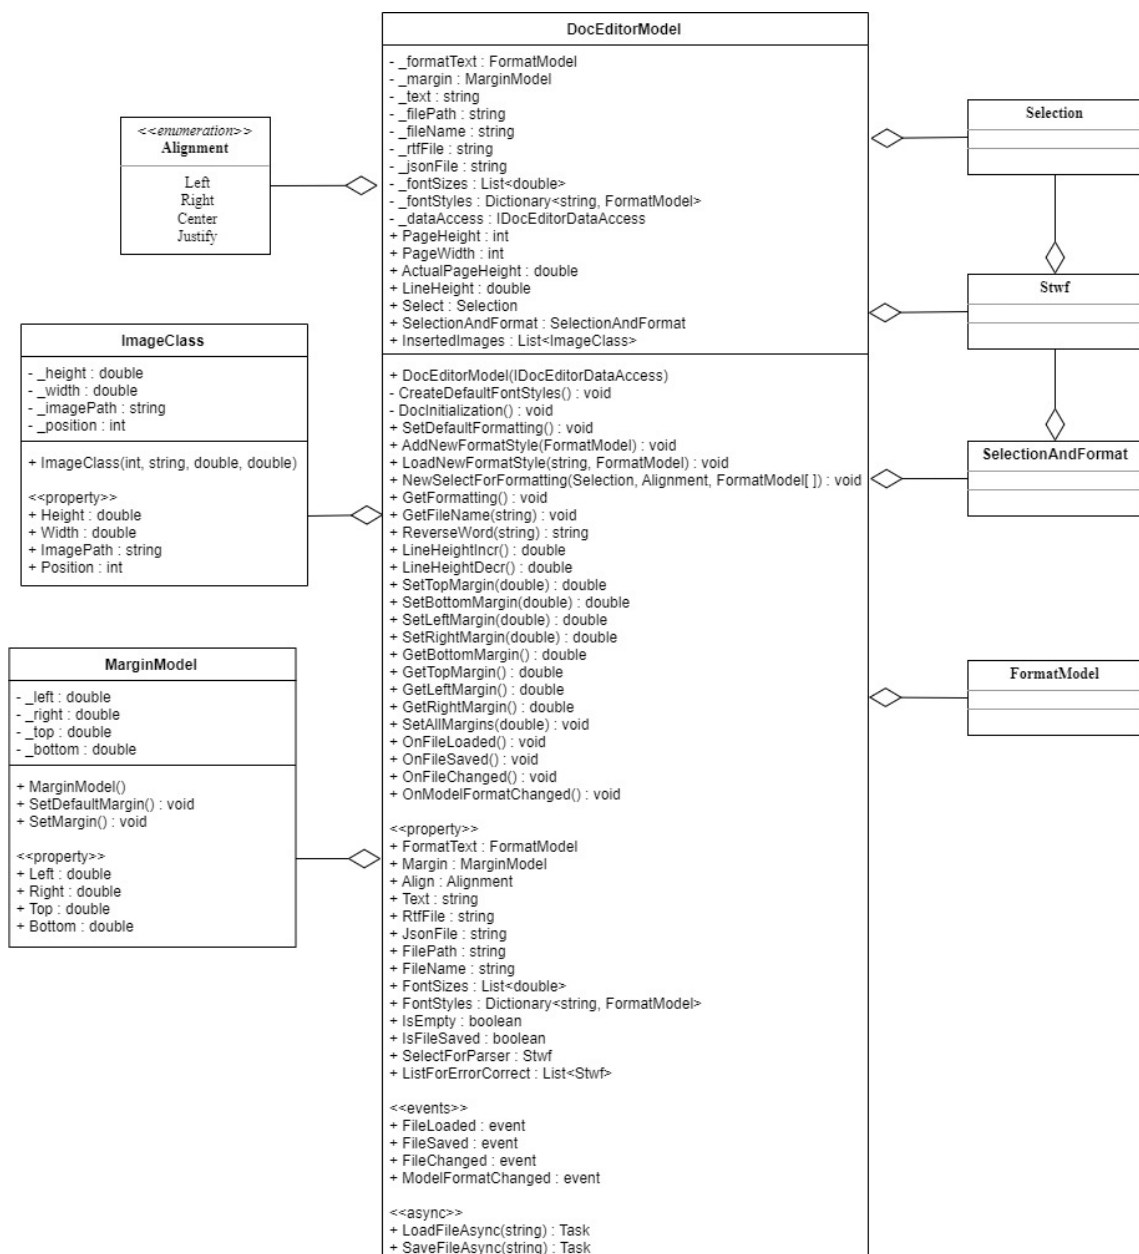 DocEditorModel
- _formatText : FormatModel
- _margin : MarginModel
- _text : string
- _filePath : string
- _fileName : string
- _rtfFile : string
- _jsonFile : string
- _fontSizes : List<double>
- _fontStyles : Dictionary<string, FormatModel>
- _dataAccess : IDocEditorDataAccess
+ PageHeight : int
+ PageWidth : int
+ ActualPageHeight : double
+ LineHeight : double
+ Select : Selection
+ SelectionAndFormat : SelectionAndFormat
+ InsertedImages : List<ImageClass>
+ DocEditorModel(IDocEditorDataAccess)
- CreateDefaultFontStyles() : void
- DocInitialization() : void
+ SetDefaultFormatting() : void
+ AddNewFormatStyle(FormatModel) : void
+ LoadNewFormatStyle(string, FormatModel) : void
+ NewSelectForFormatting(Selection, Alignment, FormatModel[ ]) : void
+ GetFormatting() : void
+ GetFileName(string) : void
+ ReverseWord(string) : string
+ LineHeightIncr() : double
+ LineHeightDecr() : double
+ SetTopMargin(double) : double
+ SetBottomMargin(double) : double
+ SetLeftMargin(double) : double
+ SetRightMargin(double) : double
+ GetBottomMargin() : double
+ GetTopMargin() : double
+ GetLeftMargin() : double
+ GetRightMargin() : double
+ SetAllMargins(double) : void
+ OnFileLoaded() : void
+ OnFileSaved() : void
+ OnFileChanged() : void
+ OnModelFormatChanged() : void
<<property>>
+ FormatText : FormatModel
+ Margin : MarginModel
+ Align : Alignment
+ Text : string
+ RtfFile : string
+ JsonFile : string
+ FilePath : string
+ FileName : string
+ FontSizes : List<double>
+ FontStyles : Dictionary<string, FormatModel>
+ IsEmpty : boolean
+ IsFileSaved : boolean
+ SelectForParser : Stwf
+ ListForErrorCorrect : List<Stwf>
<<events>>
+ FileLoaded : event
+ FileSaved : event
+ FileChanged : event
+ ModelFormatChanged : event
<<async>>
+ LoadFileAsync(string) : Task
+ SaveFileAsync(string) : Task
<<enumeration>>
Alignment
Left
Right
Center
Justify
ImageClass
- _height : double
- _width : double
- _imagePath : string
- _position : int
+ ImageClass(int, string, double, double)
<<property>>
+ Height : double
+ Width : double
+ ImagePath : string
+ Position : int
MarginModel
- _left : double
- _right : double
- _top : double
- _bottom : double
+ MarginModel()
+ SetDefaultMargin() : void
+ SetMargin() : void
<<property>>
+ Left : double
+ Right : double
+ Top : double
+ Bottom : double
Selection
Stwf
SelectionAndFormat
FormatModel